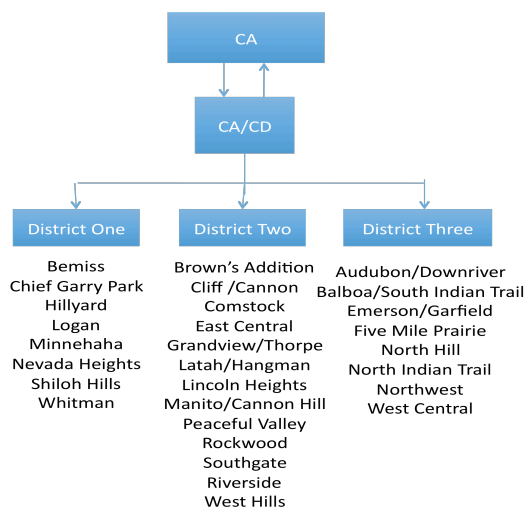 CA
CA/CD
District One
Bemiss
Chief Garry Park
Hillyard
Logan
Minnehaha
Nevada Heights
Shiloh Hills
Whitman
District Two
Brown's Addition
Cliff /Cannon
Comstock
East Central
Grandview/Thorpe
Latah/Hangman
Lincoln Heights
Manito/Cannon Hill
Peaceful Valley
Rockwood
Southgate
Riverside
West Hills
District Three
Audubon/Downriver
Balboa/South Indian Trail
Emerson/Garfield
Five Mile Prairie
North Hill
North Indian Trail
Northwest
West Central